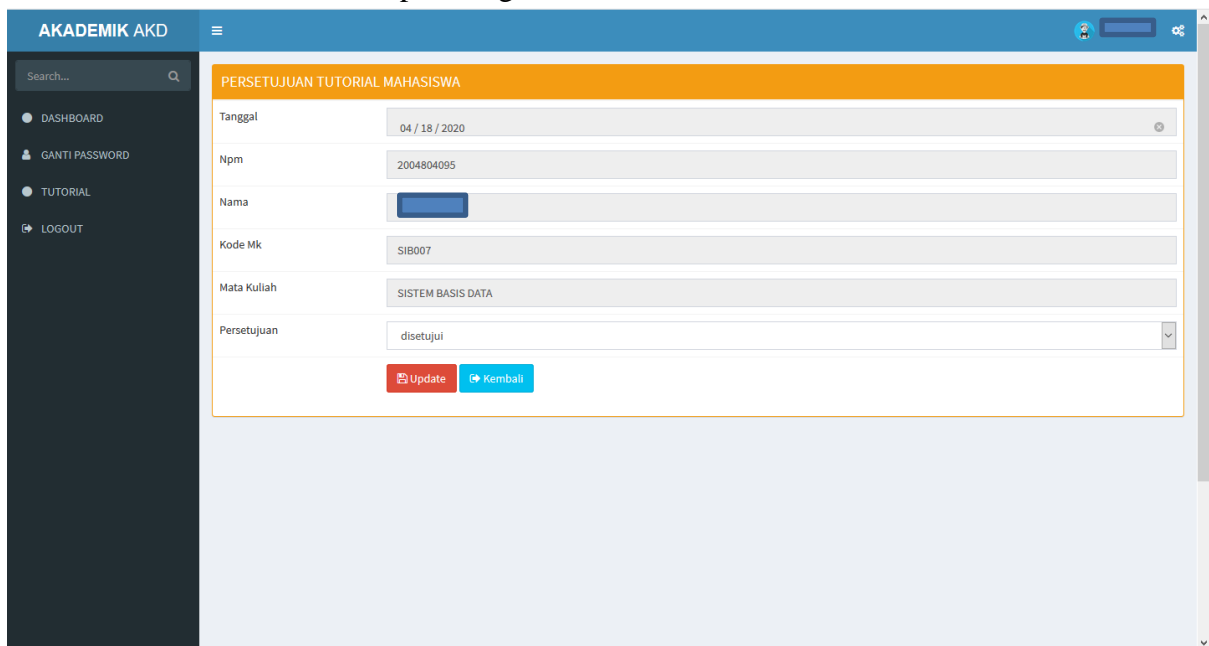 AKADEMIK AKD
Search...
DASHBOARD
GANTI PASSWORD
TUTORIAL
LOGOUT
PERSETUJUAN TUTORIAL MAHASISWA
Tanggal 04 / 18 / 2020
Npm 2004804095
Nama
Kode Mk SIB007
Mata Kuliah SISTEM BASIS DATA
Persetujuan disetujui
Update Kembali